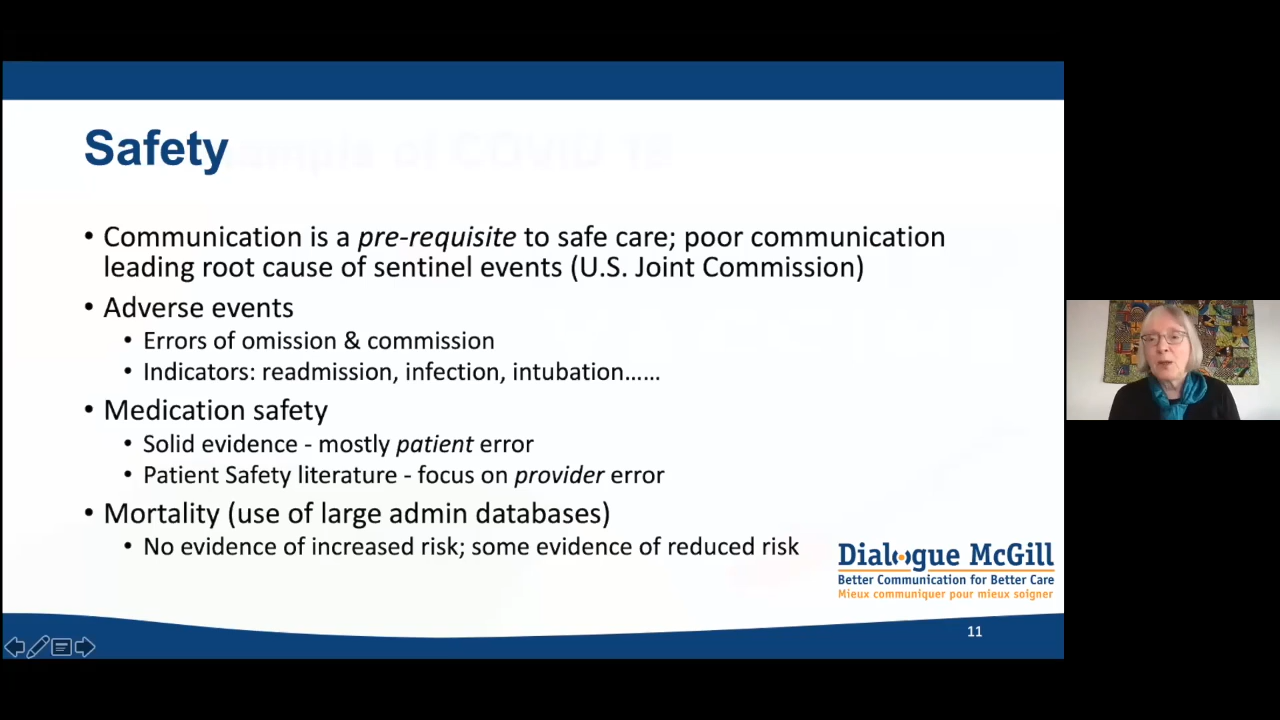 Safety
• Communication is a pre-requisite to safe care; poor communication
leading root cause of sentinel events (U.S. Joint Commission)
• Adverse events
• Errors of omission & commission
• Indicators: readmission, infection, intubation……
• Medication safety
• Solid evidence - mostly patient error
• Patient Safety literature - focus on provider error
• Mortality (use of large admin databases)
• No evidence of increased risk; some evidence of reduced risk
Dialogue McGill
Better Communication for Better Care
Mieux communiquer pour mieux soigner
11